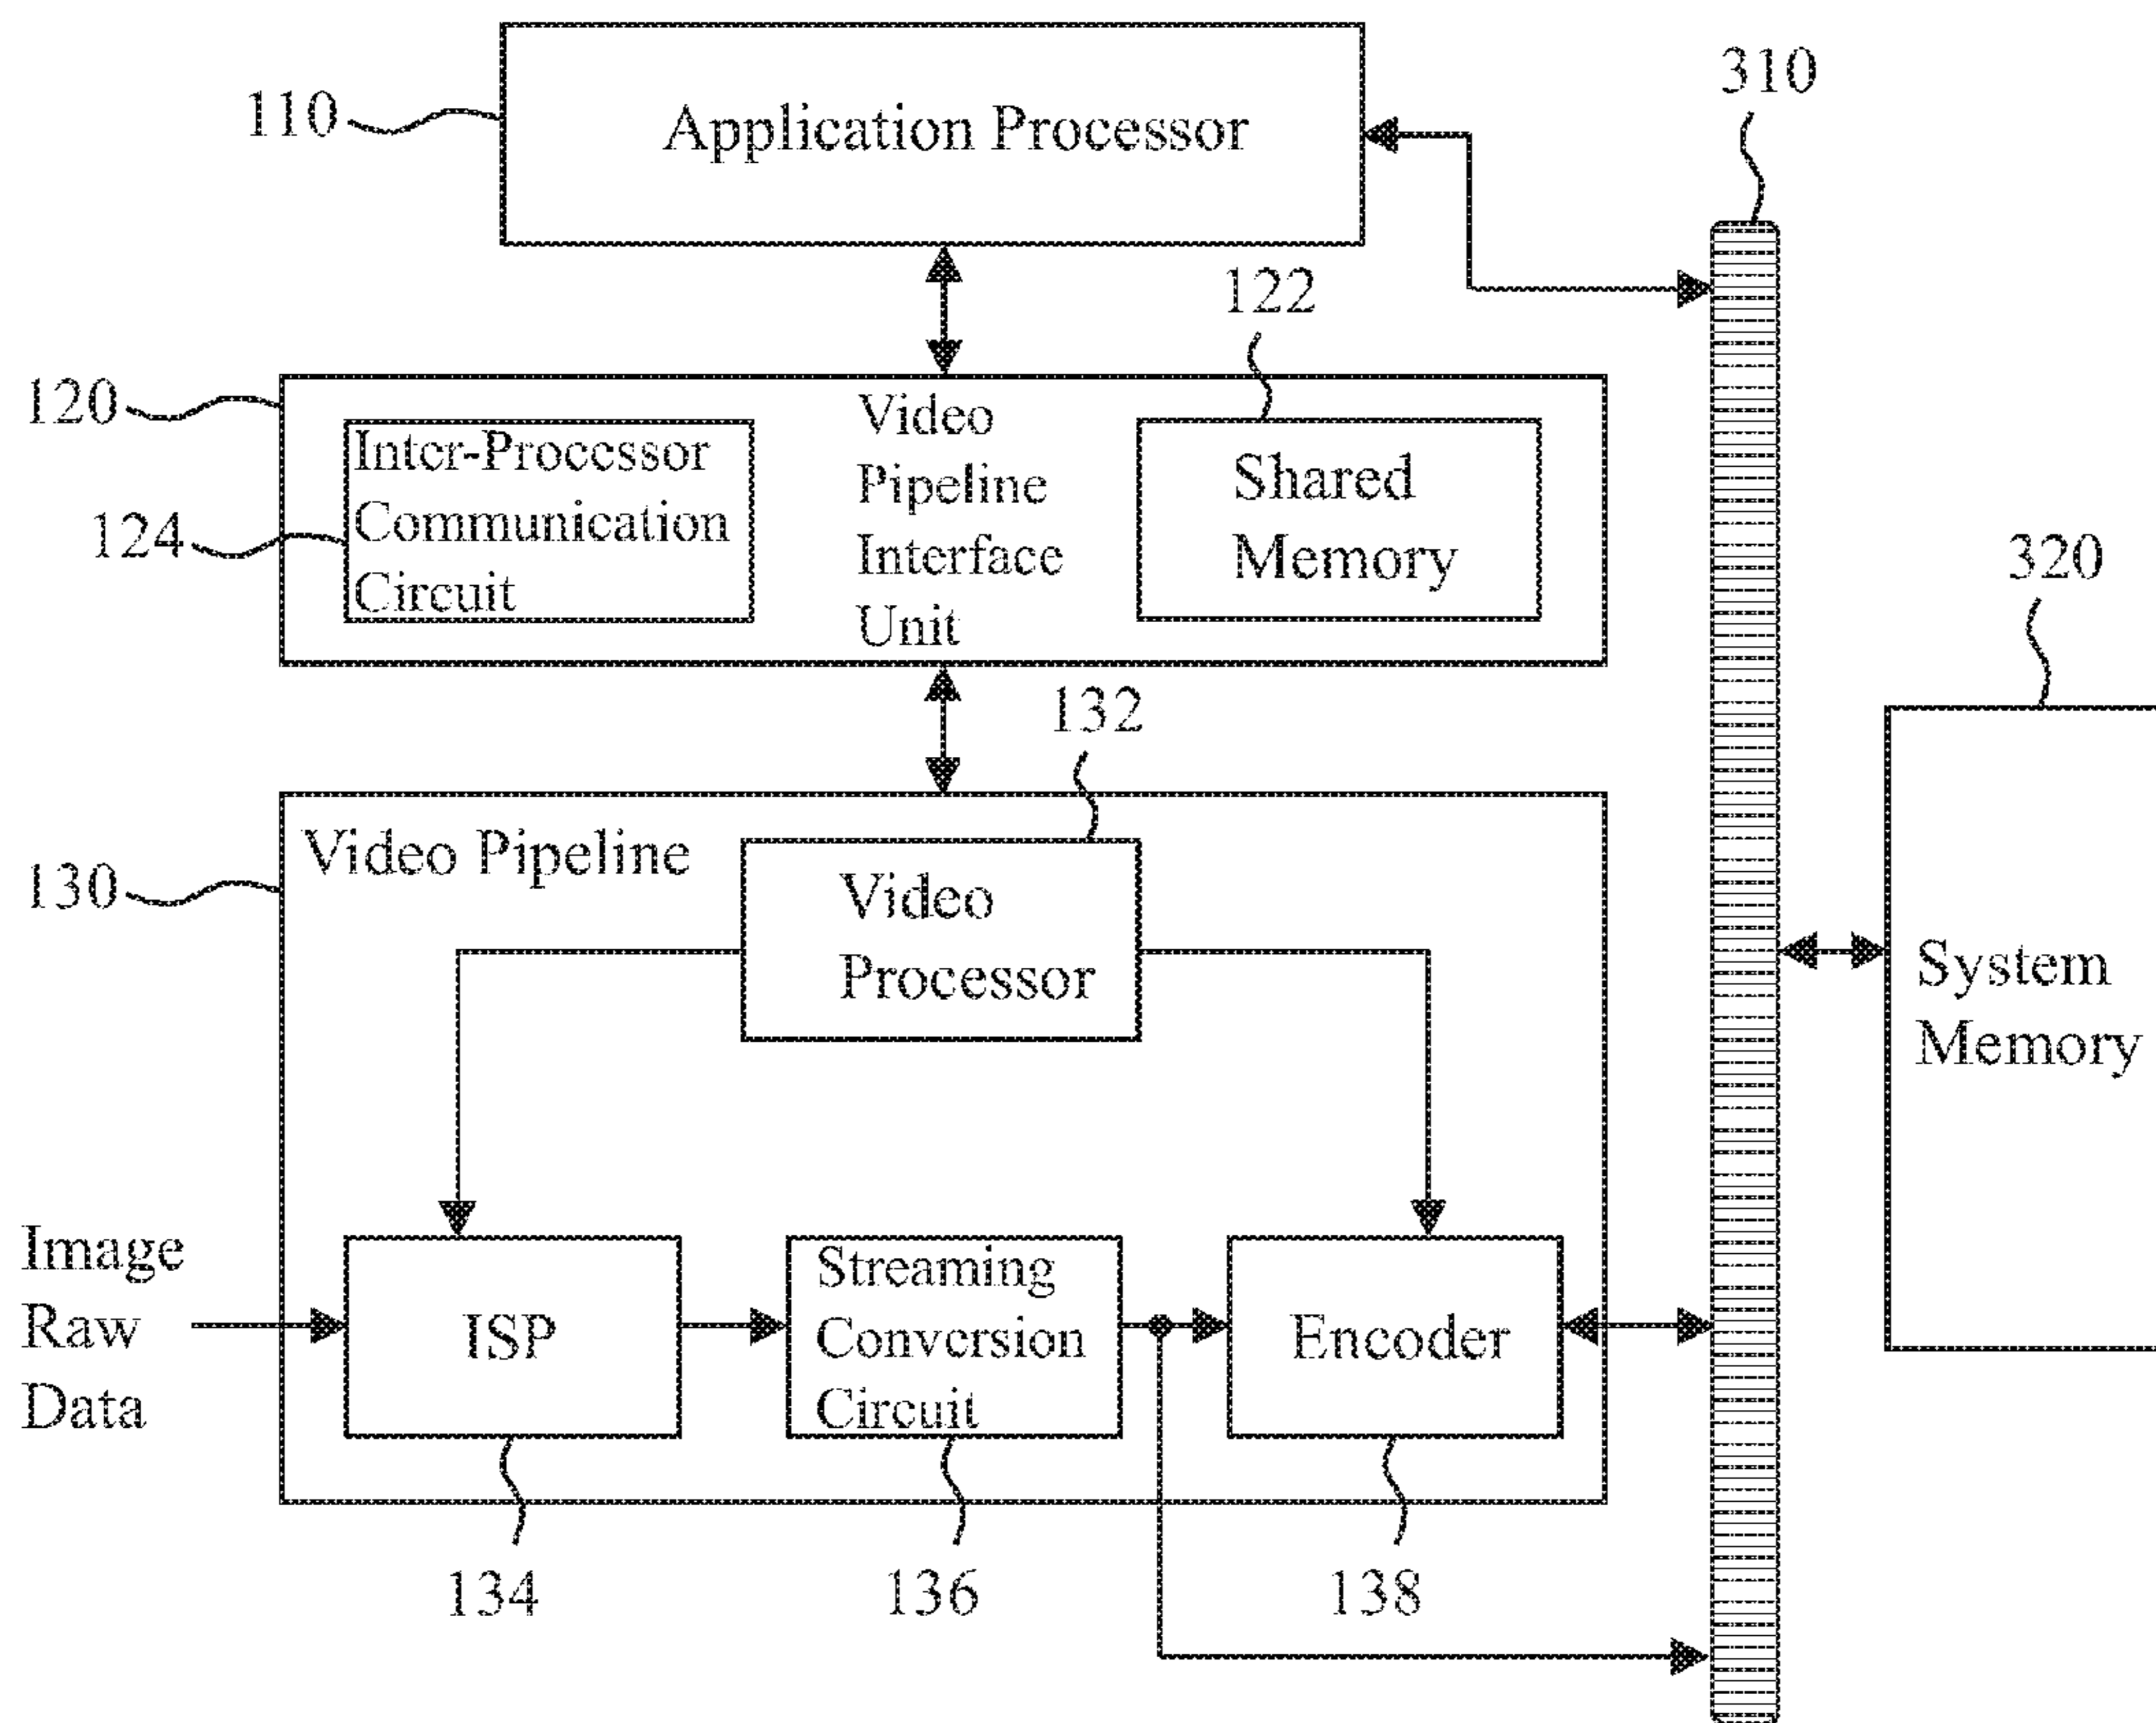 110
Application Processor
310
122
120
Inter-Processor
Communication
Circuit
124
Video
Pipeline
Interface
Unit
Shared
Memory
320
132
Video Pipeline
130
Video
Processor
System
Memory
Image
Raw
Data
ISP
Streaming
Conversion
Circuit
Encoder
134
136
138